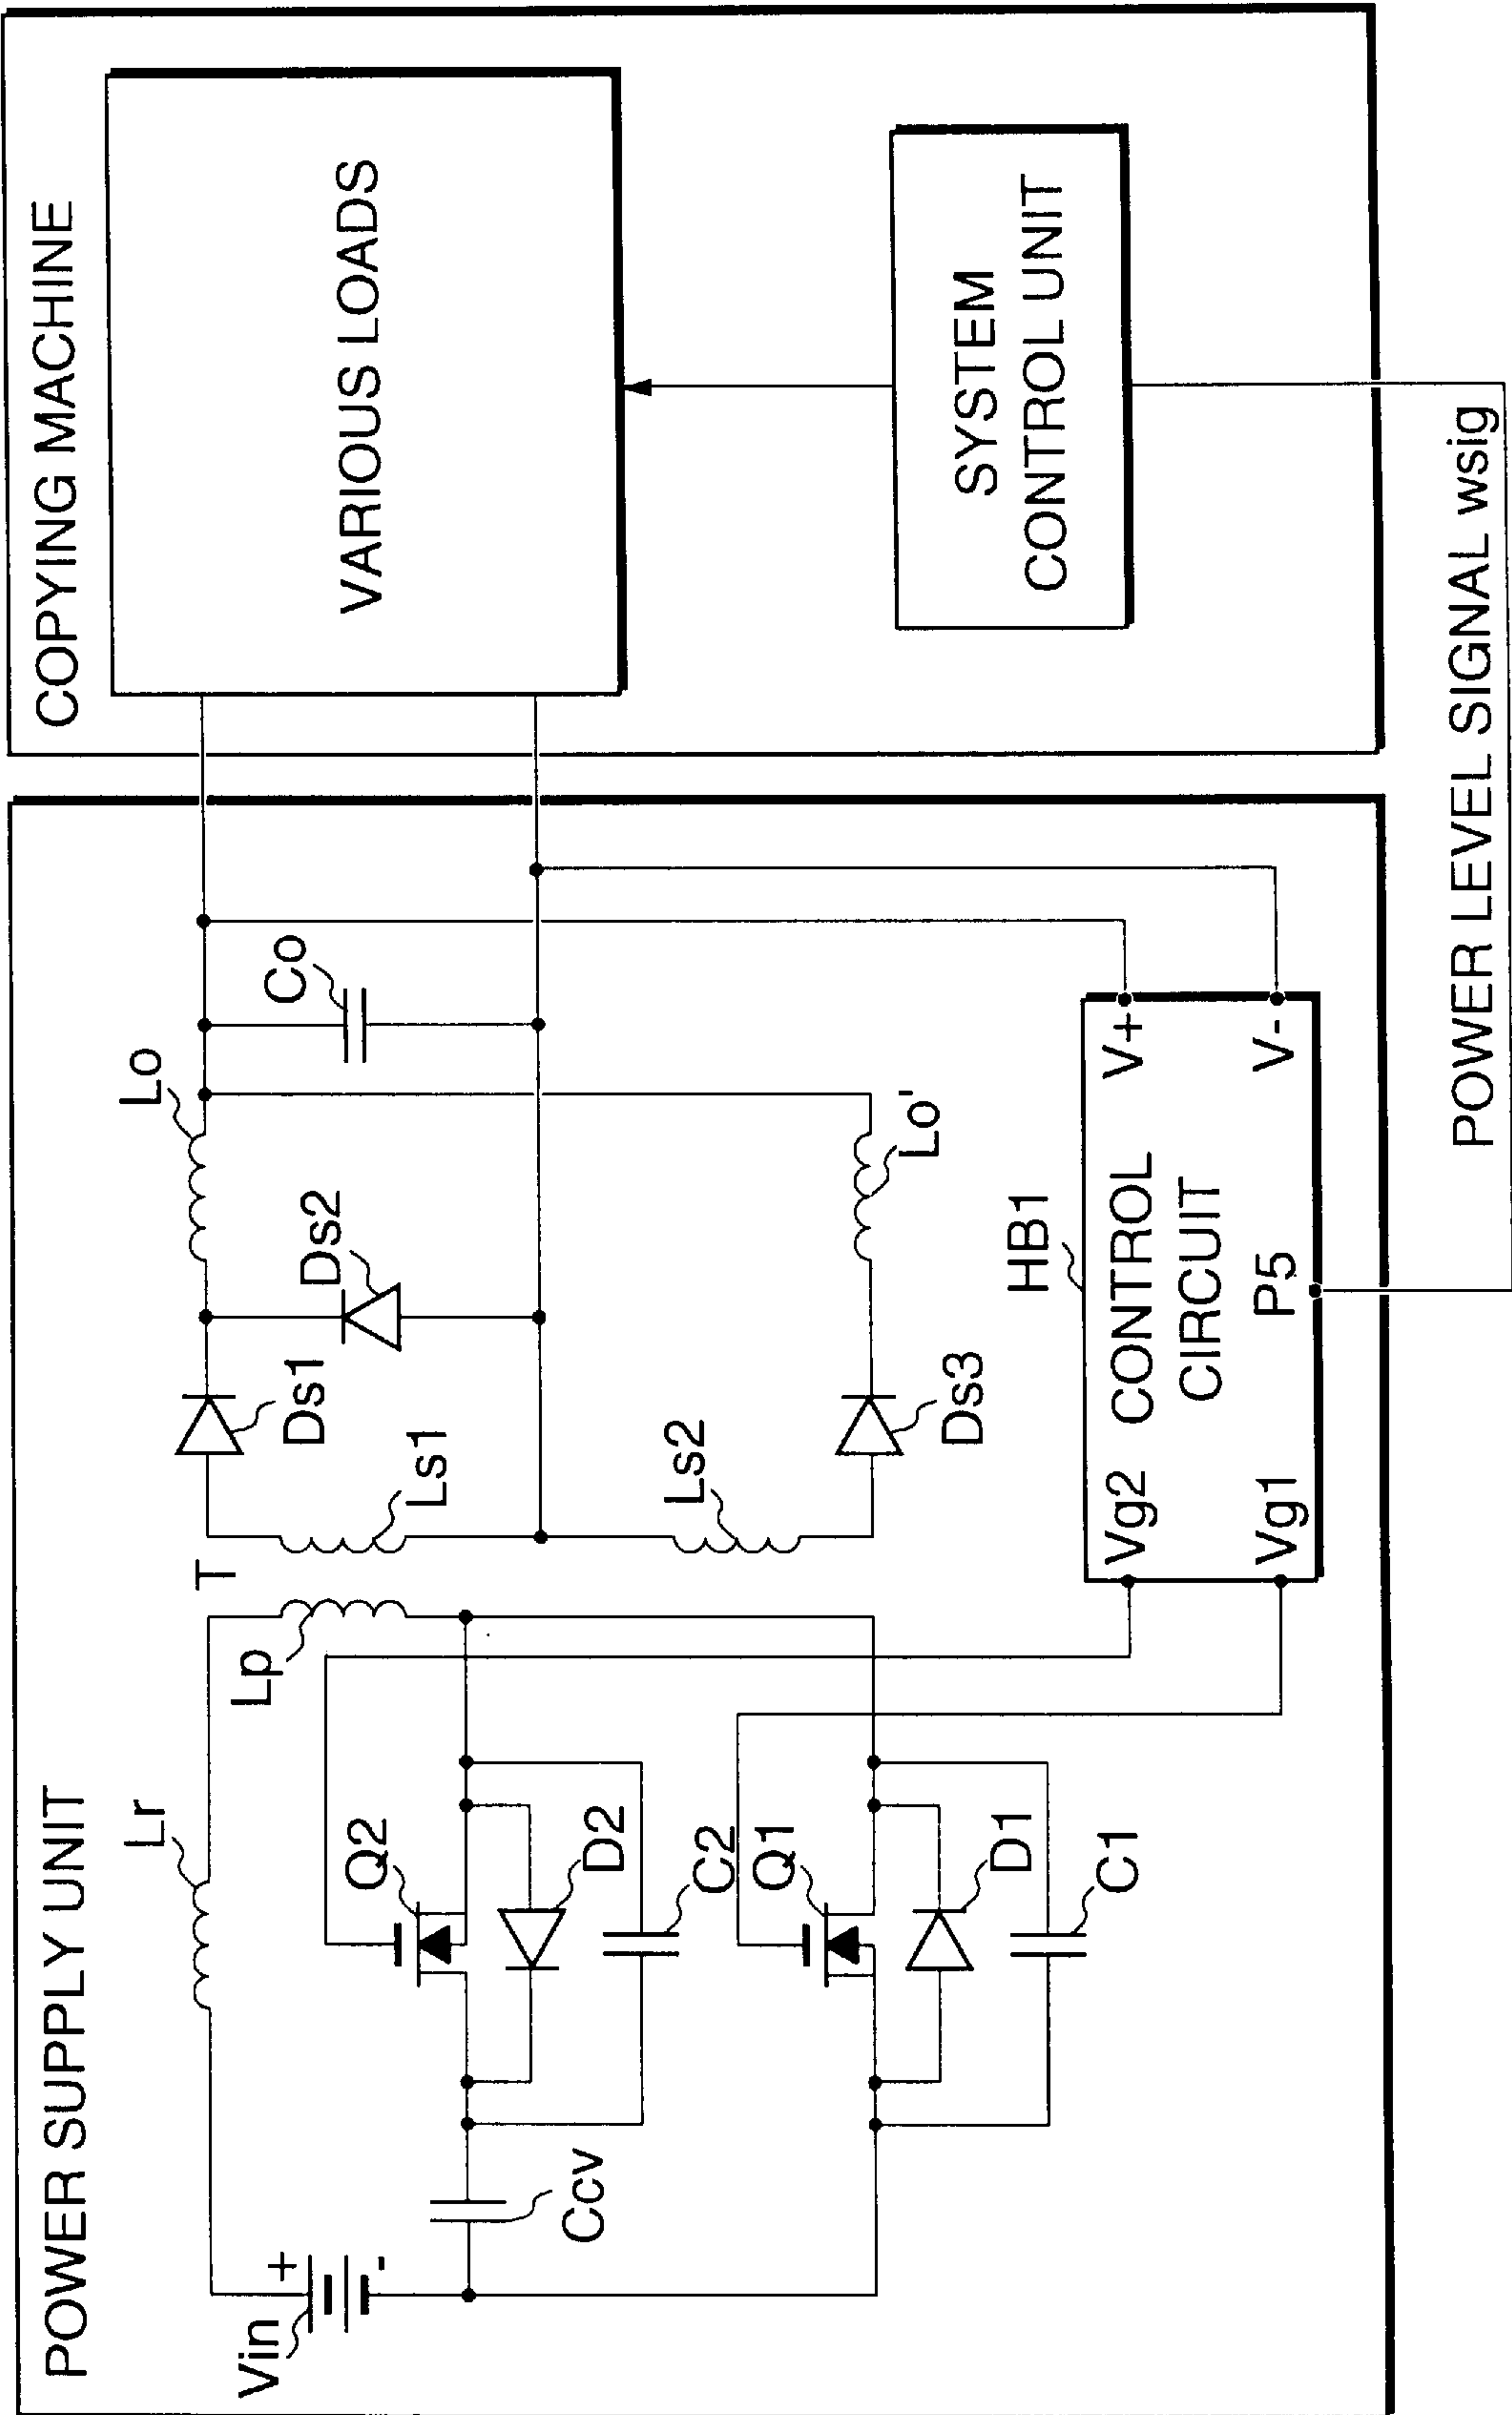 POWER SUPPLY UNIT
COPYING MACHINE
Vin
+
-
Lr
Lp
T
Ls1
Ls2
Ds1
Ds2
Ds3
Lo
Lo'
Co
Ccv
Q2
D2
C2
Q1
D1
C1
HB1
Vg2
CONTROL
CIRCUIT
V+
Vg1
P5
V-
VARIOUS LOADS
SYSTEM
CONTROL UNIT
POWER LEVEL SIGNAL wsig